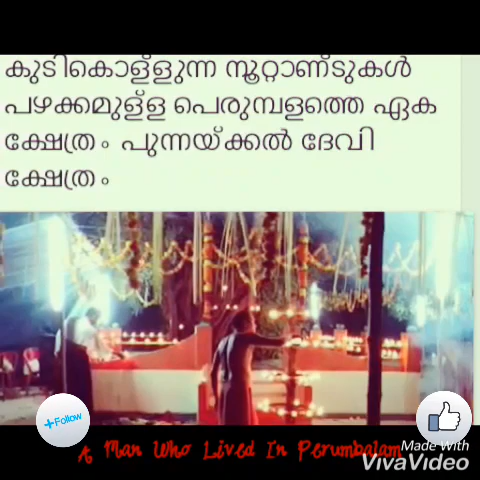 കുടികൊള്ളുന്ന നൂറ്റാണ്ടുകൾ
പഴക്കമുള്ള പെരുമ്പളത്തെ ഏക
ക്ഷേത്രം പുന്നയ്ക്കൽ ദേവി
ക്ഷേത്രം
+Follow
A Man Who Lived In Perumbalam
Made With
VivaVideo